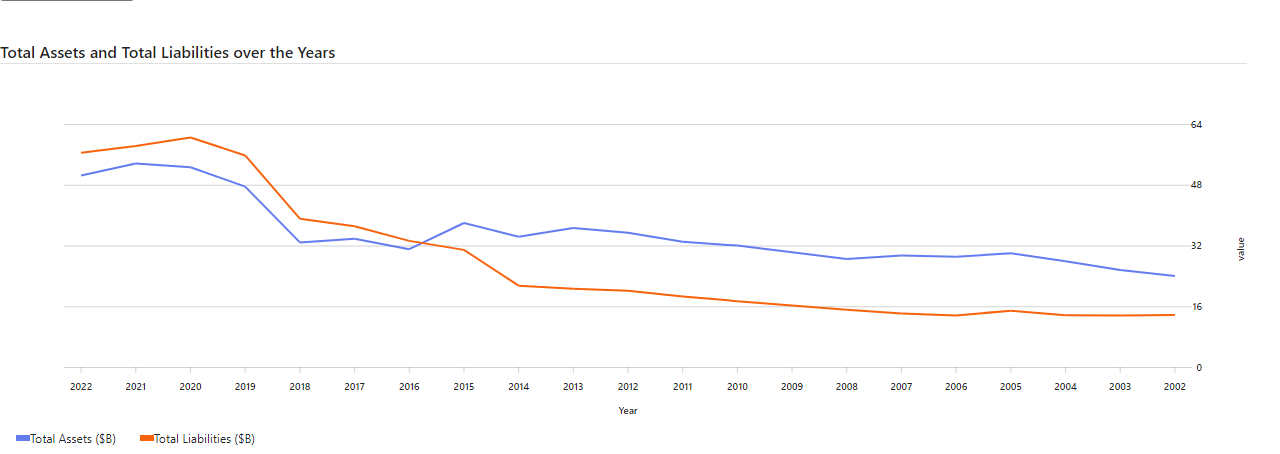 Total Assets and Total Liabilities over the Years
64
48
32
16
0
value
2022 2021 2020 2019 2018 2017 2016 2015 2014 2013 2012 2011 2010 2009 2008 2007 2006 2005 2004 2003 2002
Year
Total Assets ($B) Total Liabilities ($B)